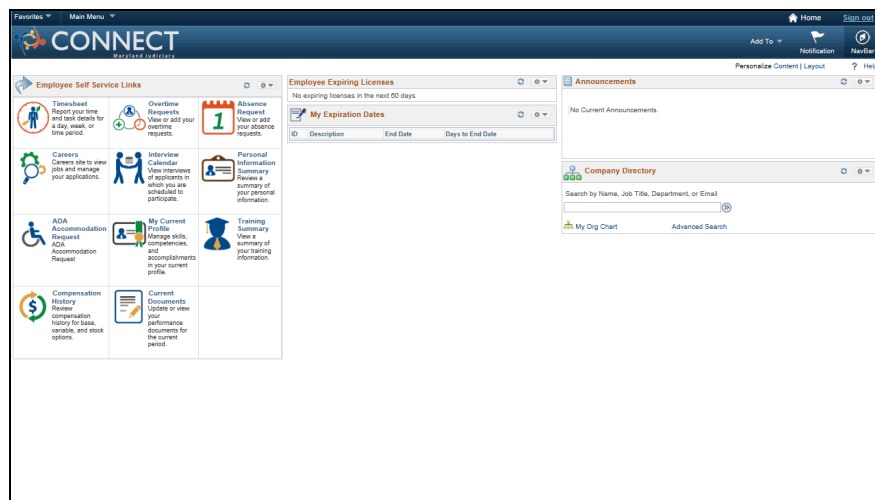 Favorites Main Menu
Home Sign out
CONNECT
Maryland Judiciary
Add To Notification NavBar
Personalize Content | Layout ? Help
Employee Self Service Links
Timesheet
Report your time
and task details for
a day, week, or
time period.
Overtime
Requests
View or add your
overtime
requests.
1
Absence
Request
View or add
your absence
requests.
Careers
Careers site to view
jobs and manage
your applications.
Interview
Calendar
View interviews
of applicants in
which you are
scheduled to
participate.
Personal
Information
Summary
Review a
summary of
your personal
information.
ADA
Accommodation
Request
ADA
Accommodation
Request
My Current
Profile
Manage skills,
competencies,
and
accomplishments
in your current
profile.
Training
Summary
View a
summary of
your training
information.
$
Compensation
History
Review
compensation
history for base,
variable, and stock
options.
Current
Documents
Update or view
your
performance
documents for
the current
period.
Employee Expiring Licenses
No expiring licenses in the next 60 days
My Expiration Dates
ID Description End Date Days to End Date
Announcements
No Current Announcements.
Company Directory
Search by Name, Job Title, Department, or Email
My Org Chart Advanced Search